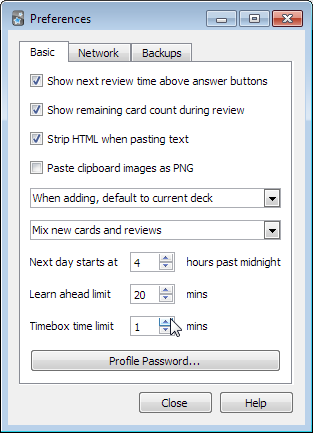 Preferences
Basic Network Backups
Show next review time above answer buttons
Show remaining card count during review
Strip HTML when pasting text
Paste clipboard images as PNG
When adding, default to current deck
Mix new cards and reviews
Next day starts at 4 hours past midnight
Learn ahead limit 20 mins
Timebox time limit 1 mins
Profile Password...
Close Help